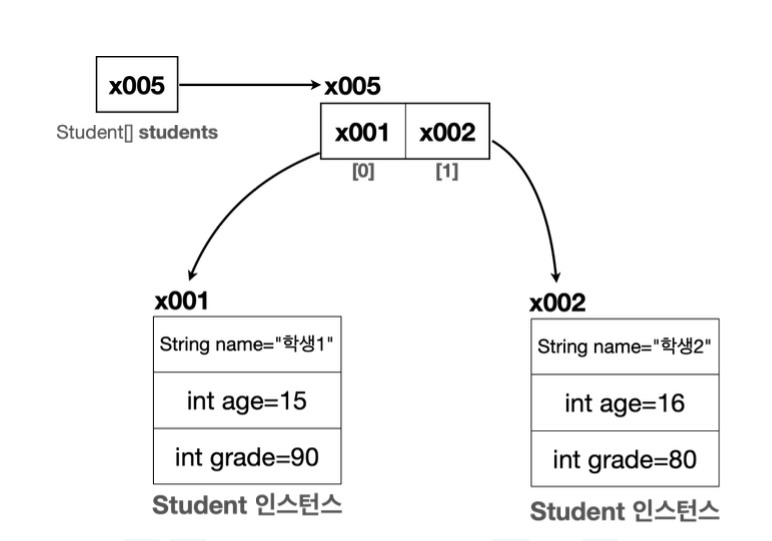 x005
x005
Student[] students
x001 x002
[0] [1]
x001
String name="학생1"
int age=15
int grade=90
Student 인스턴스
x002
String name="학생2"
int age=16
int grade=80
Student 인스턴스